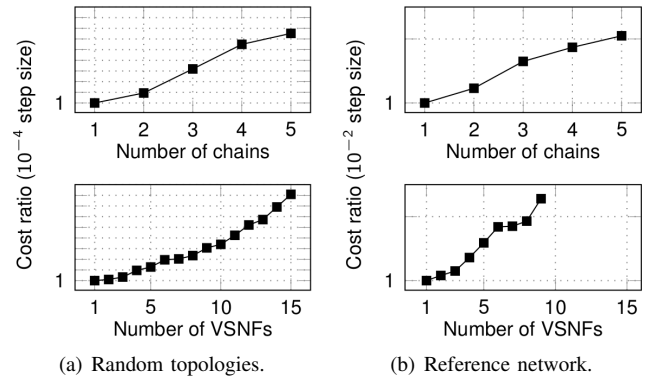 Cost ratio (10⁻⁴ step size)
1
1 2 3 4 5
Number of chains
1
1 5 10 15
Number of VSNFs
(a) Random topologies.
Cost ratio (10⁻² step size)
1
1 2 3 4 5
Number of chains
1
1 5 10 15
Number of VSNFs
(b) Reference network.